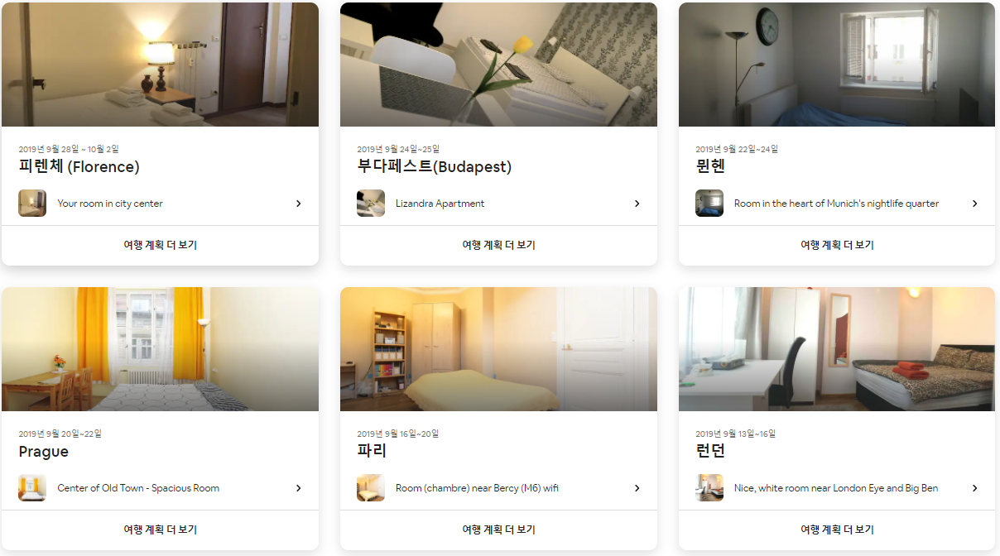 2019년 9월 28일 ~ 10월 2일
피렌체 (Florence)
Your room in city center
여행 계획 더 보기
2019년 9월 24일~25일
부다페스트(Budapest)
Lizandra Apartment
여행 계획 더 보기
2019년 9월 22일~24일
뮌헨
Room in the heart of Munich's nightlife quarter
여행 계획 더 보기
2019년 9월 20일~22일
Prague
Center of Old Town - Spacious Room
여행 계획 더 보기
2019년 9월 16일~20일
파리
Room (chambre) near Bercy (M6) wifi
여행 계획 더 보기
2019년 9월 13일~16일
런던
Nice, white room near London Eye and Big Ben
여행 계획 더 보기